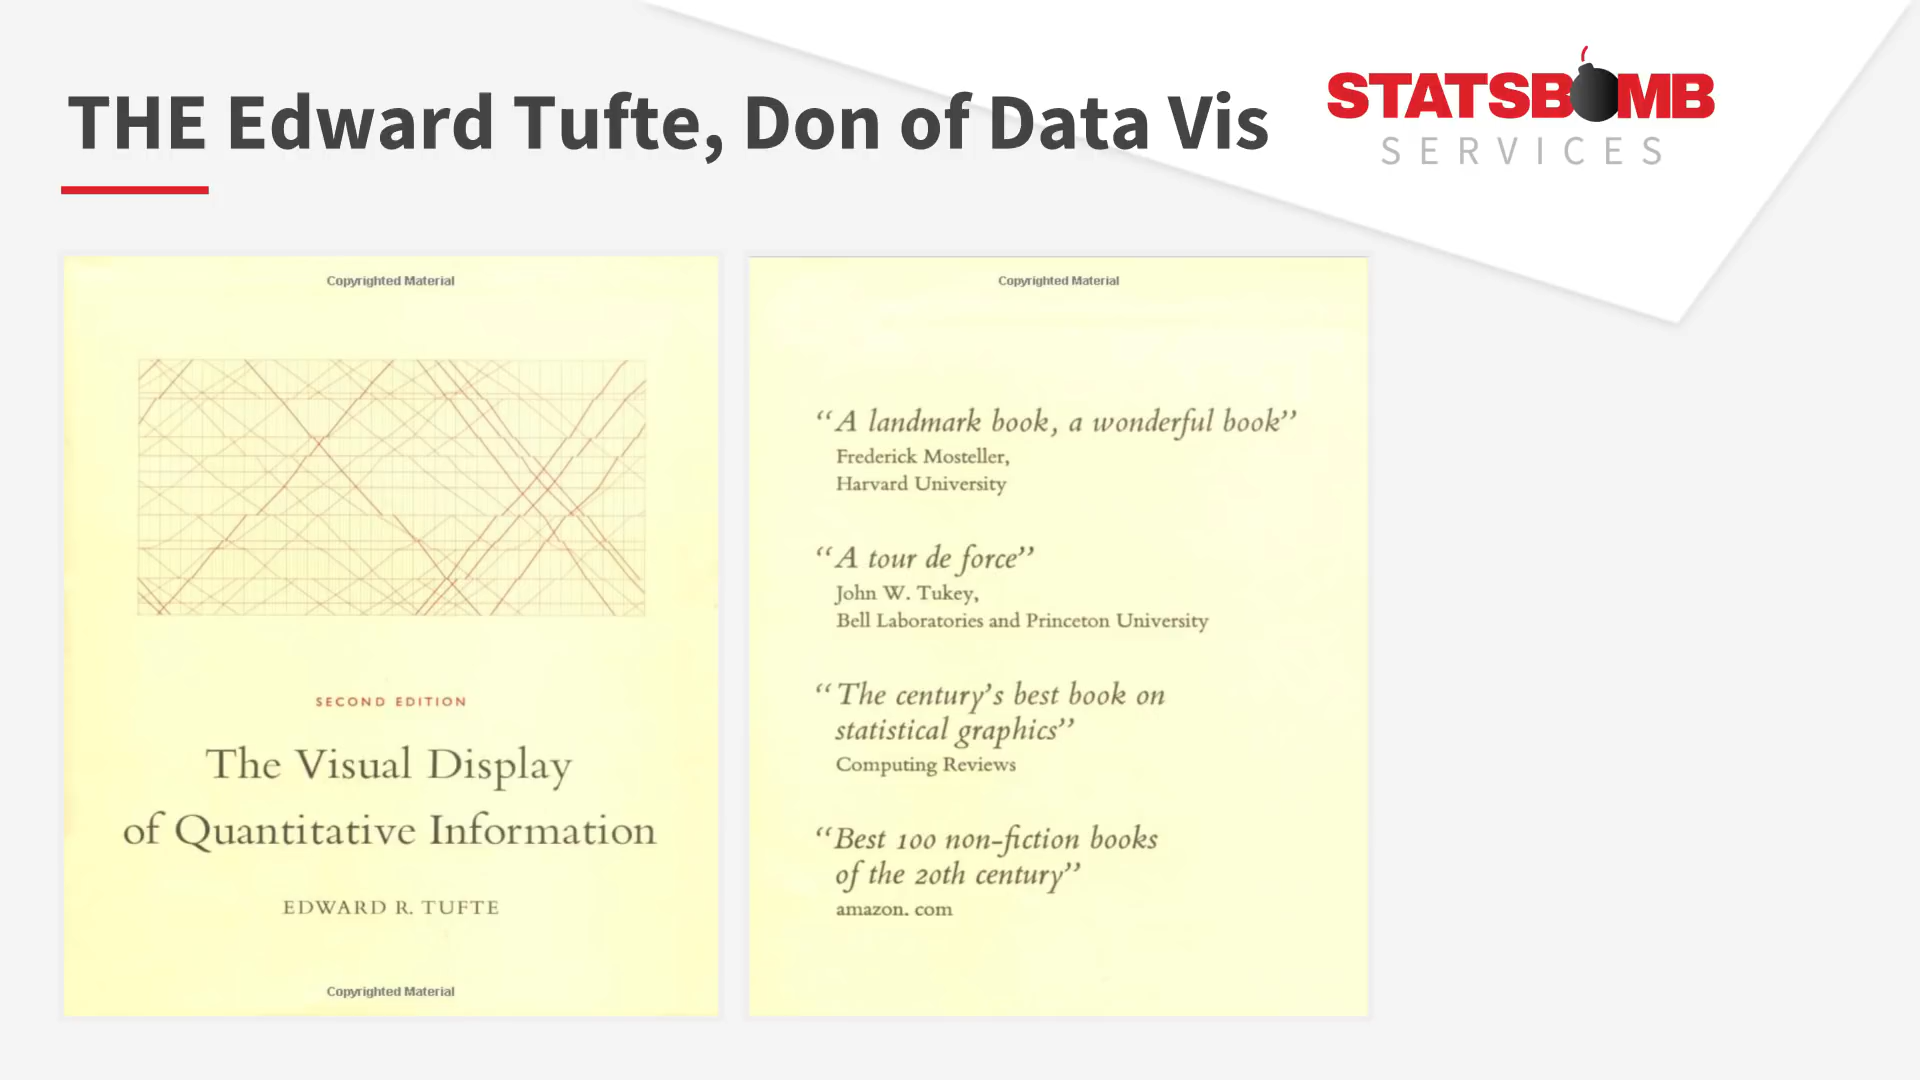 THE Edward Tufte, Don of Data Vis
STATSBOMB
SERVICES
Copyrighted Material
SECOND EDITION
The Visual Display
of Quantitative Information
EDWARD R. TUFTE
Copyrighted Material
Copyrighted Material
“A landmark book, a wonderful book”
Frederick Mosteller,
Harvard University
“A tour de force”
John W. Tukey,
Bell Laboratories and Princeton University
“The century’s best book on
statistical graphics”
Computing Reviews
“Best 100 non-fiction books
of the 20th century”
amazon. com